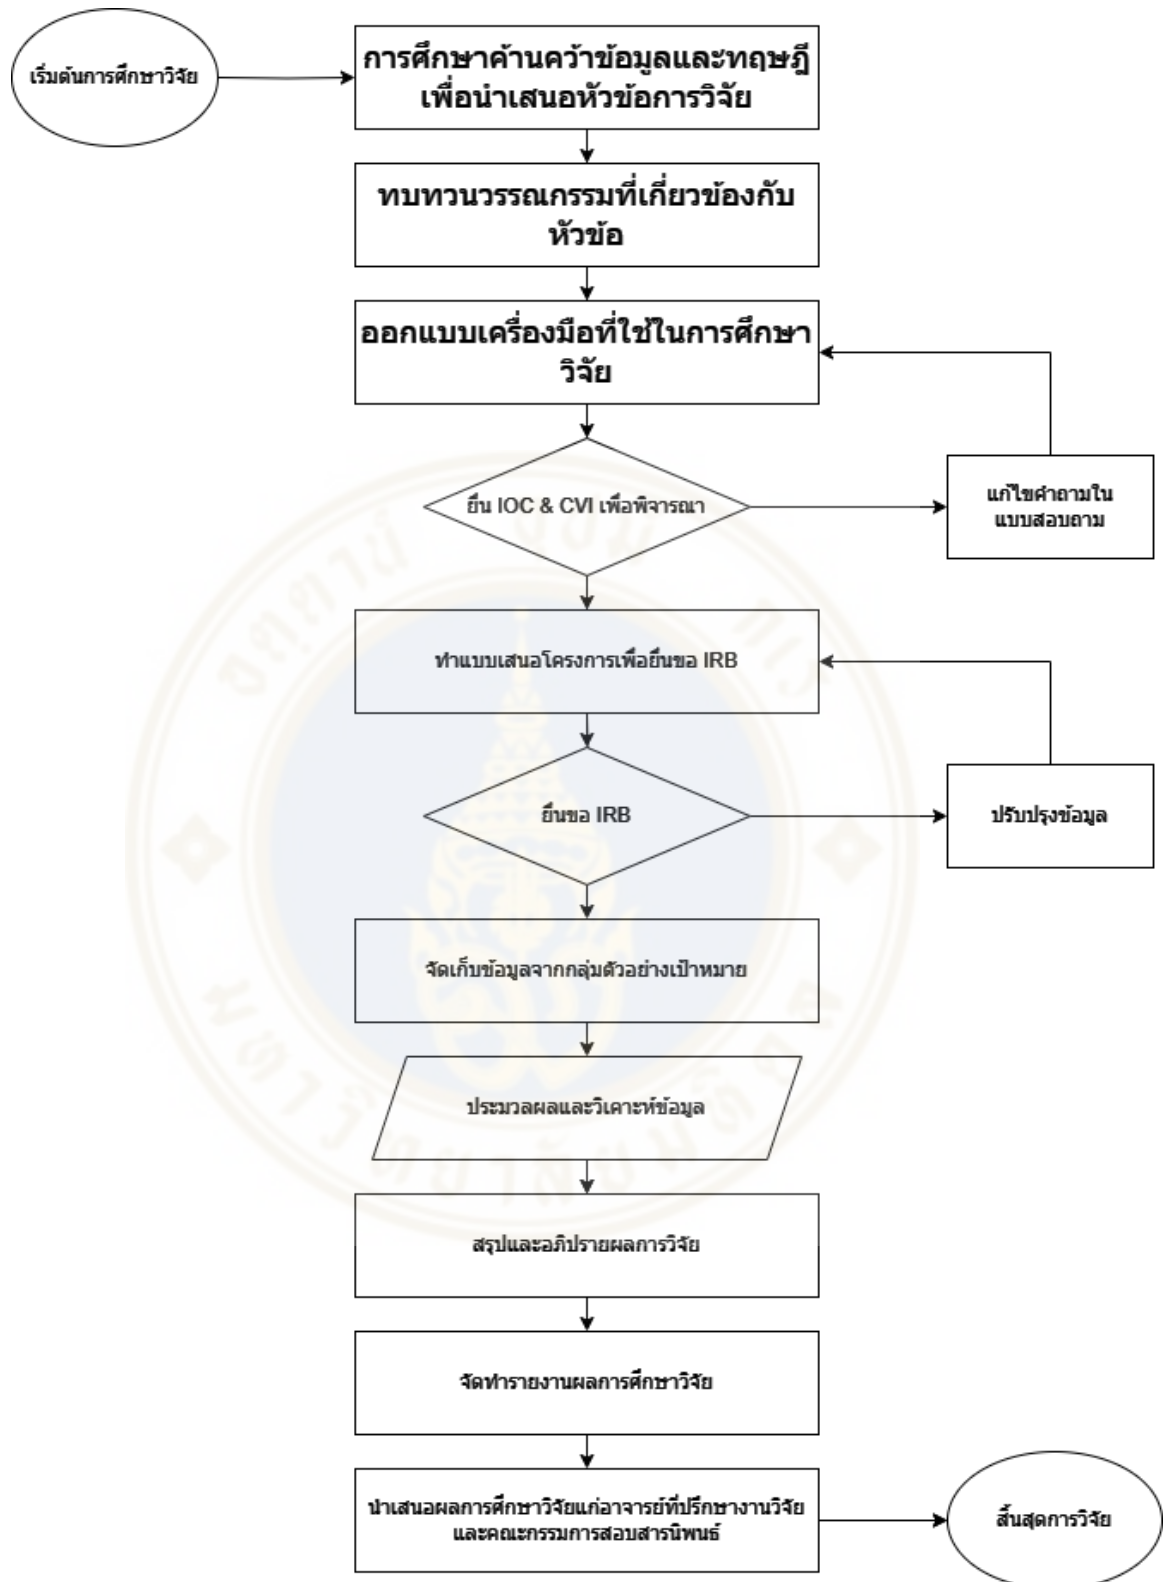 เริ่มต้นการศึกษาวิจัย
การศึกษาค้นคว้าข้อมูลและทฤษฎี
เพื่อนำเสนอหัวข้อการวิจัย
ทบทวนวรรณกรรมที่เกี่ยวข้องกับ
หัวข้อ
ออกแบบเครื่องมือที่ใช้ในการศึกษา
วิจัย
ยื่น IOC & CVI เพื่อพิจารณา
แก้ไขคำถามใน
แบบสอบถาม
ทำแบบเสนอโครงการเพื่อยื่นขอ IRB
ยื่นขอ IRB
ปรับปรุงข้อมูล
จัดเก็บข้อมูลจากกลุ่มตัวอย่างเป้าหมาย
ประมวลผลและวิเคาะห์ข้อมูล
สรุปและอภิปรายผลการวิจัย
จัดทำรายงานผลการศึกษาวิจัย
นำเสนอผลการศึกษาวิจัยแก่อาจารย์ที่ปรึกษางานวิจัย
และคณะกรรมการสอบสารนิพนธ์
สิ้นสุดการวิจัย
มหาวิทยาลัยมหิดล